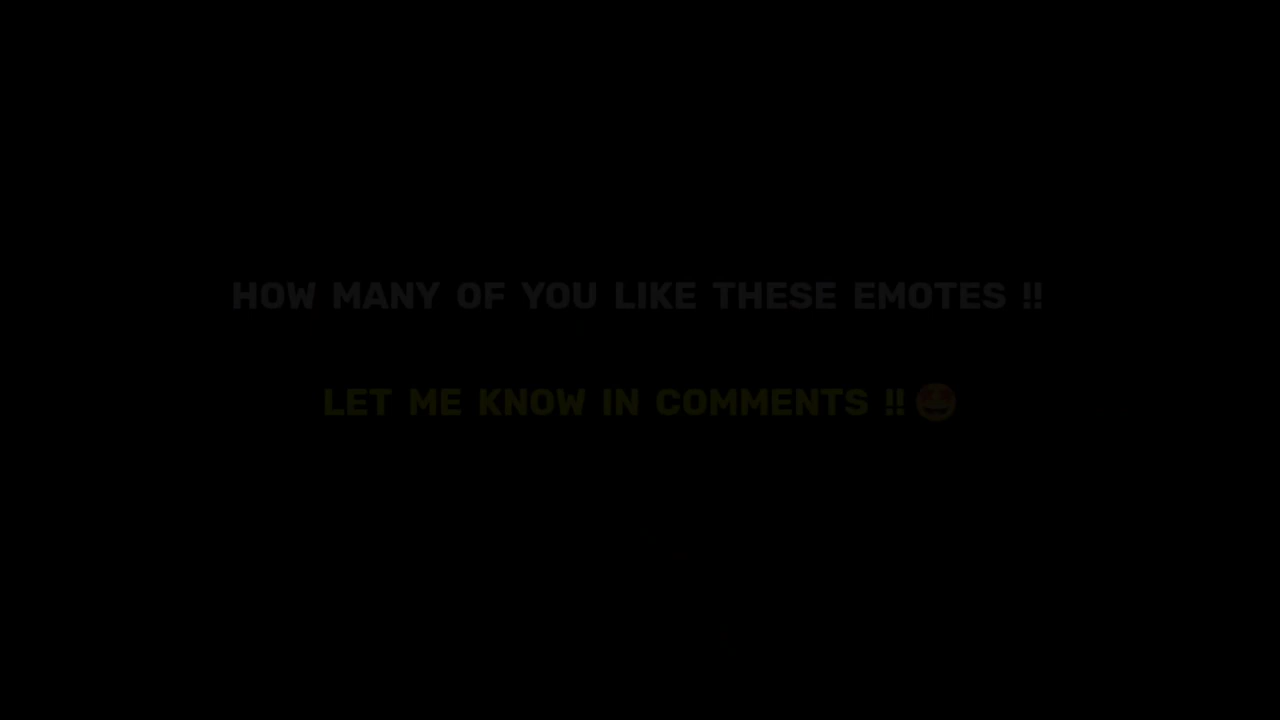 HOW MANY OF YOU LIKE THESE EMOTES !!
LET ME KNOW IN COMMENTS !! 🤩